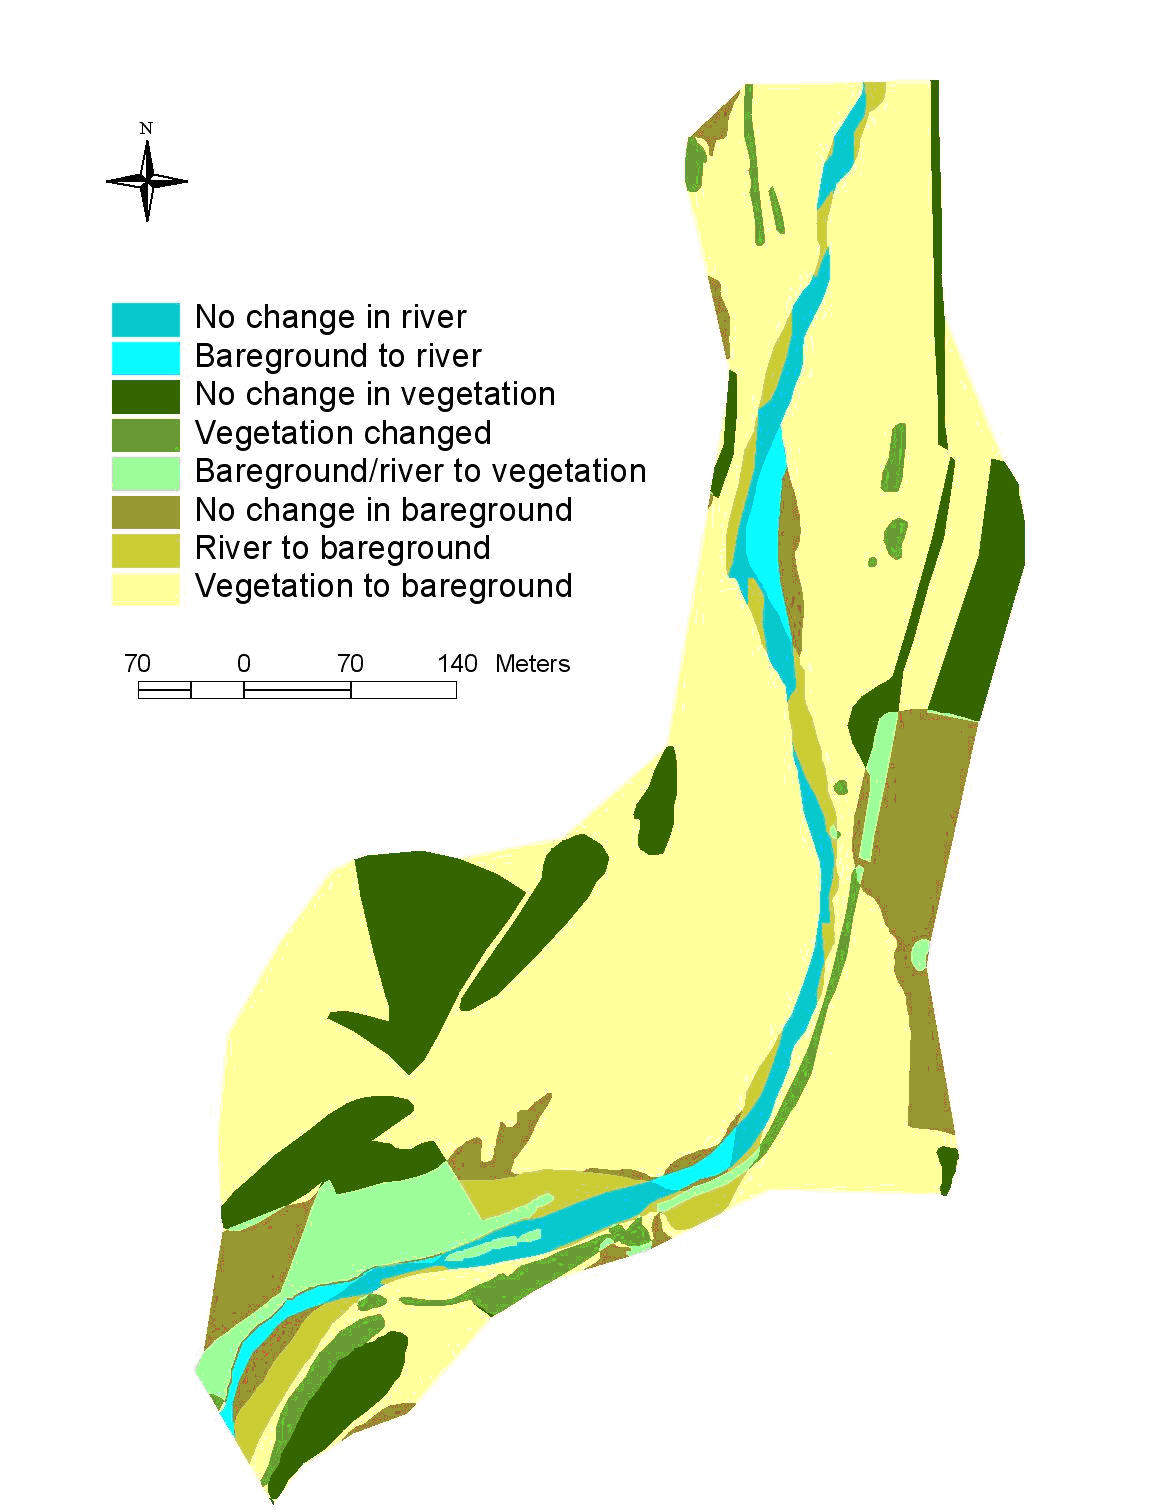 N
No change in river
Bareground to river
No change in vegetation
Vegetation changed
Bareground/river to vegetation
No change in bareground
River to bareground
Vegetation to bareground
70 0 70 140 Meters